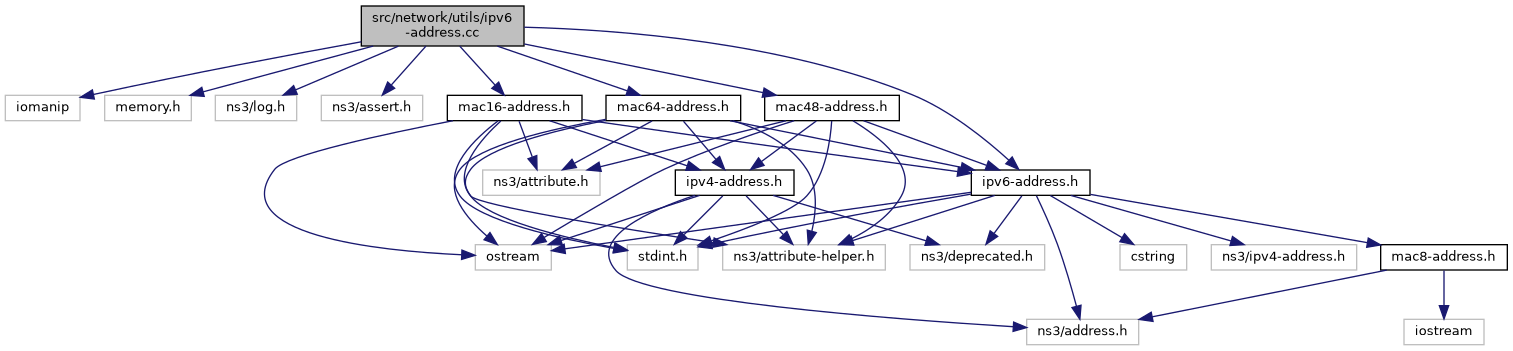 src/network/utils/ipv6
-address.cc
iomanip
memory.h
ns3/log.h
ns3/assert.h
mac16-address.h
mac64-address.h
mac48-address.h
ns3/attribute.h
ipv4-address.h
ipv6-address.h
ostream
stdint.h
ns3/attribute-helper.h
ns3/deprecated.h
cstring
ns3/ipv4-address.h
mac8-address.h
ns3/address.h
iostream